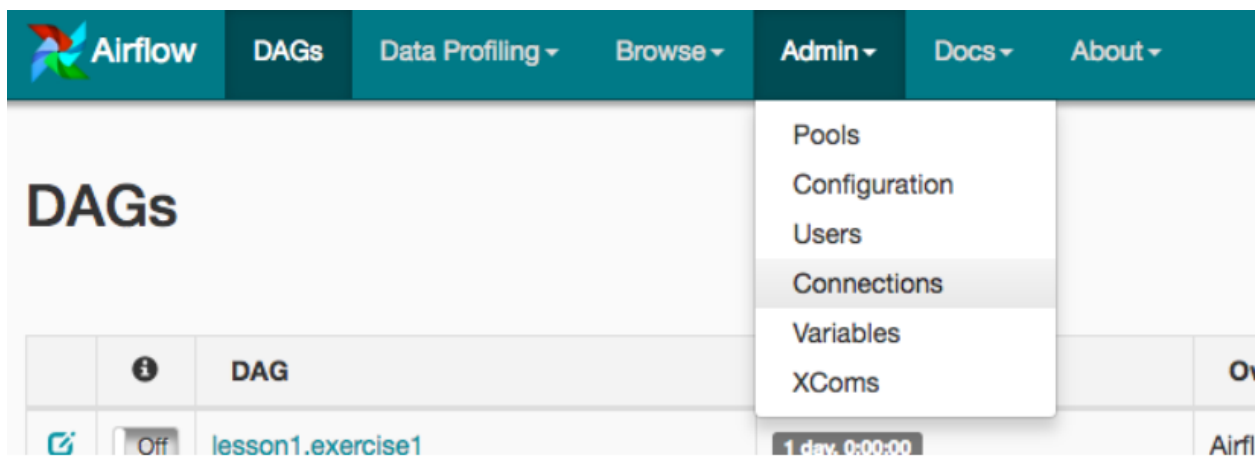 Airflow DAGs Data Profiling Browse Admin Docs About
Pools
Configuration
Users
Connections
Variables
XComs
DAGs
DAG
Off lesson1.exercise1 1 day, 0:00:00